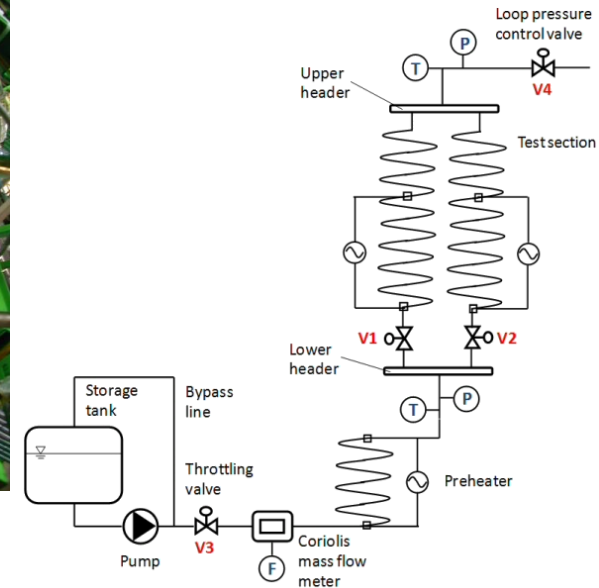 Loop pressure
control valve
P
T
V4
Upper
header
Test section
V1
V2
Lower
header
P
T
Storage
tank
Bypass
line
Throttling
valve
Preheater
V3
Pump
Coriolis
mass flow
meter
F